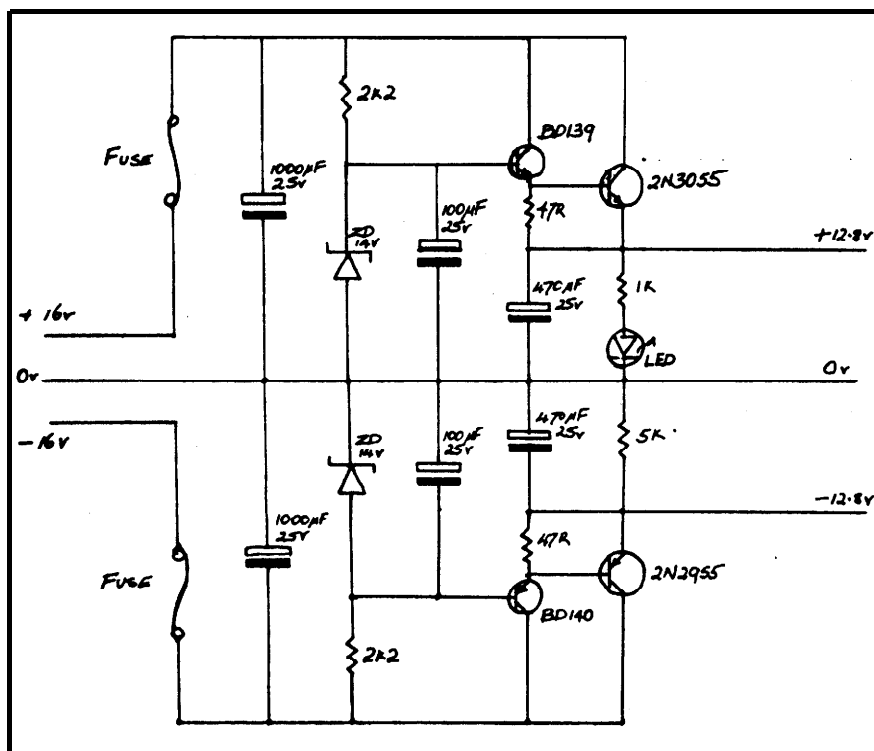 2K2
BD139
FUSE
1000µF
25v
2N3055
47R
100µF
25v
ZD
14v
+12.8v
470µF
25v
1K
+16v
LED
0v
0v
-16v
470µF
25v
ZD
14v
100µF
25v
5K
-12.8v
1000µF
25v
47R
2N2955
FUSE
BD140
2K2